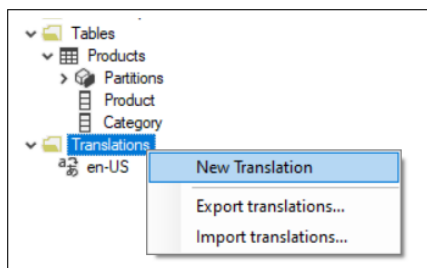 Tables
Products
Partitions
Product
Category
Translations
en-US
New Translation
Export translations...
Import translations...